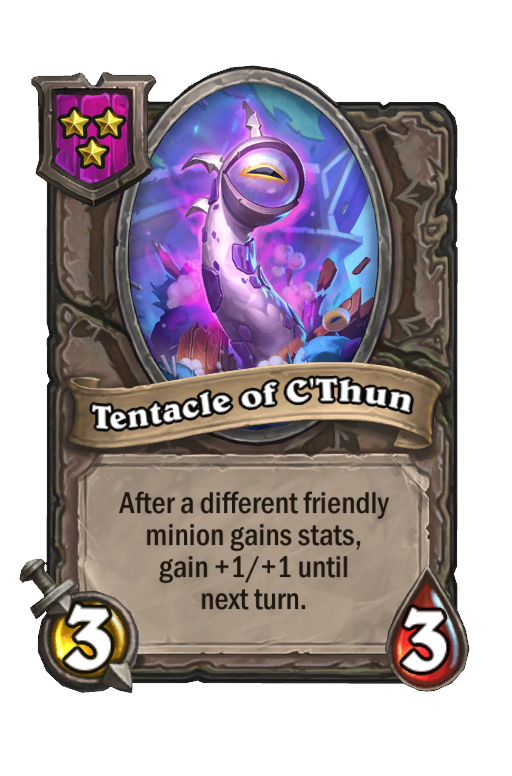 Tentacle of C'Thun
After a different friendly
minion gains stats,
gain +1/+1 until
next turn.
3
3